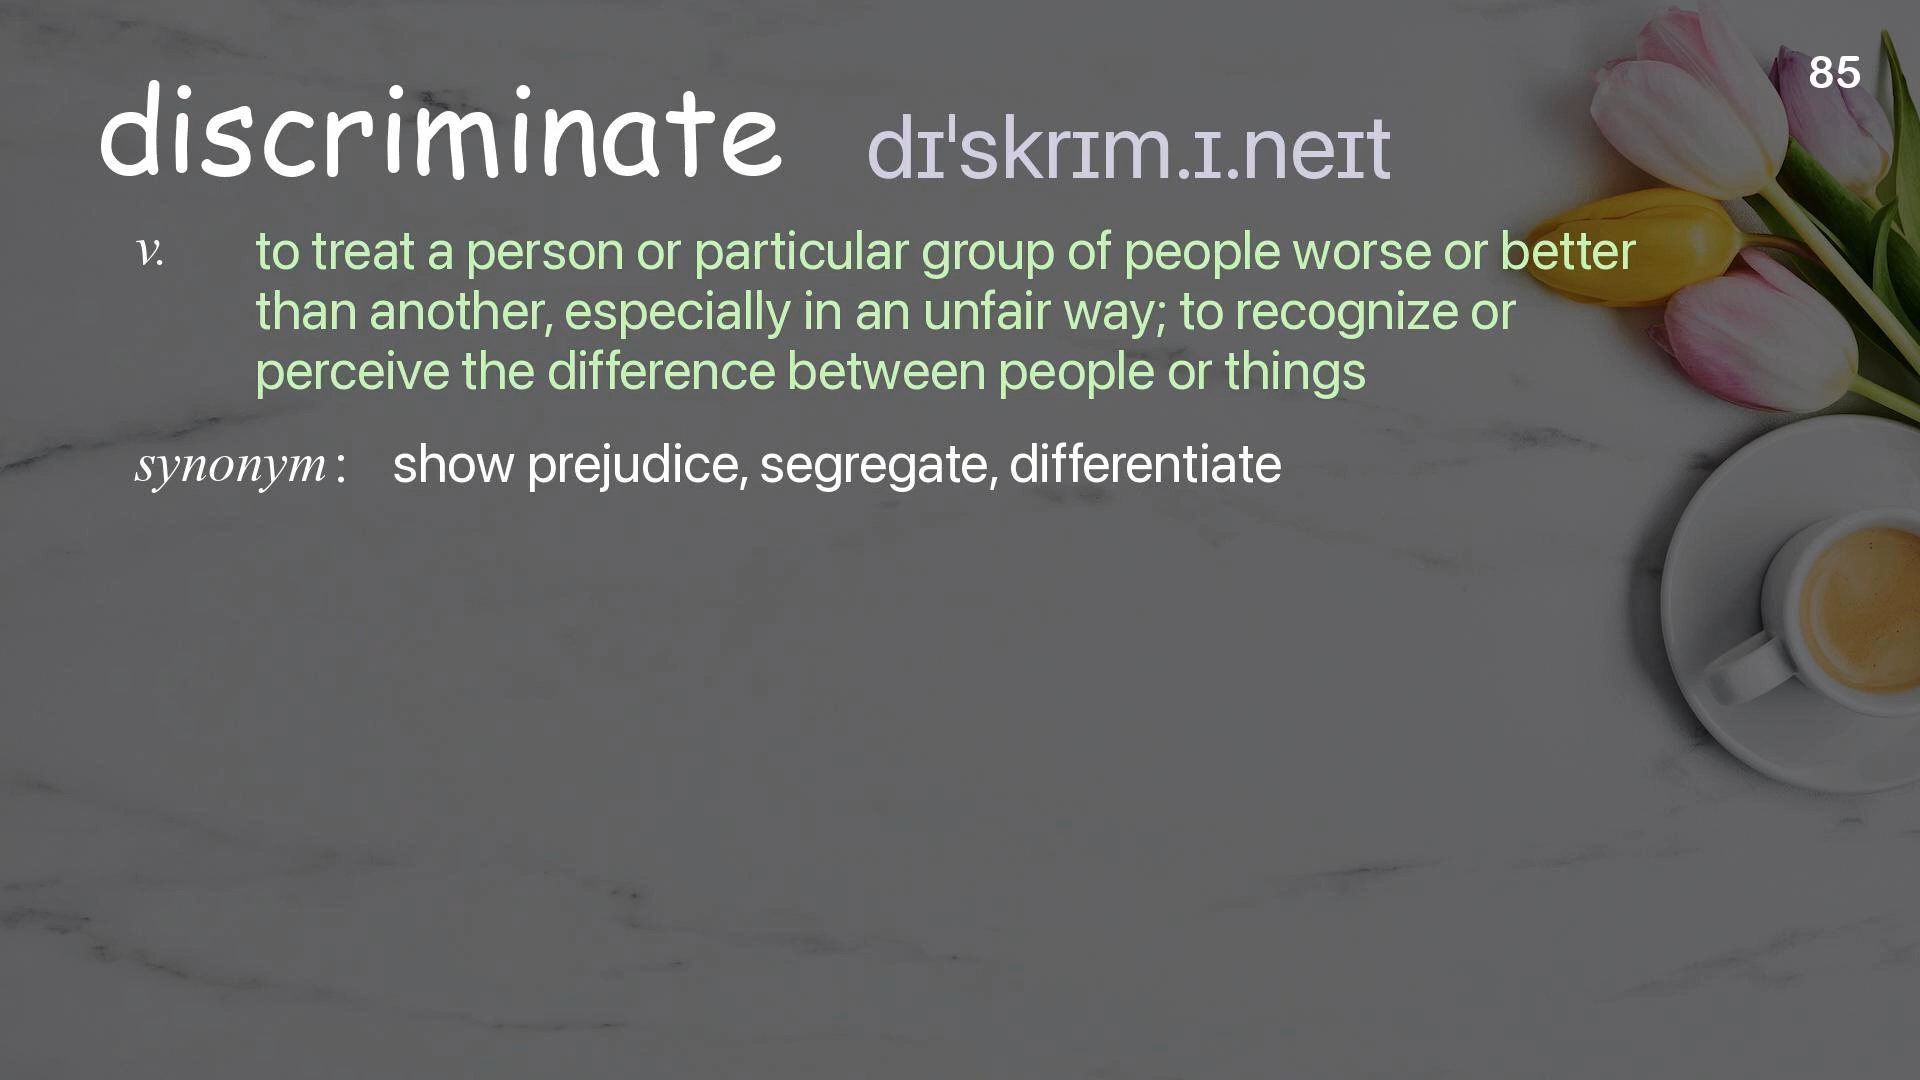 85
discriminate dɪˈskrɪm.ɪ.neɪt
v. to treat a person or particular group of people worse or better
than another, especially in an unfair way; to recognize or
perceive the difference between people or things
synonym : show prejudice, segregate, differentiate